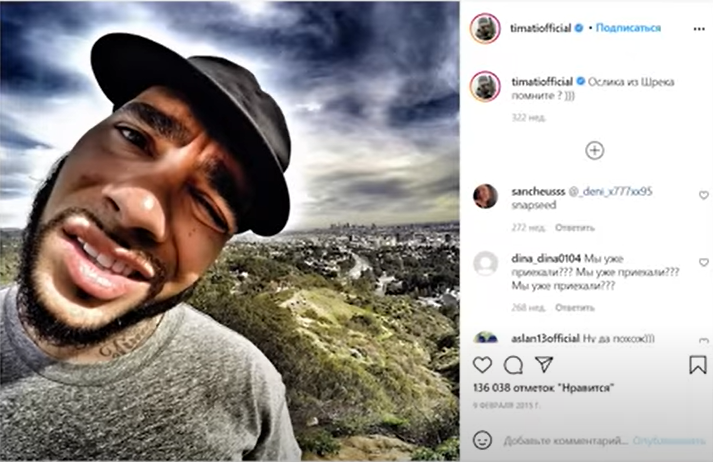 timatiofficial • Подписаться
timatiofficial Ослик из Шрека
помните ? )))
322 нед.
sancheusss @_deni_x777xx95
snapseed
272 нед. Ответить
dina_dina0104 Мы уже
приехали??? Мы уже приехали???
Мы уже приехали???
268 нед. Ответить
aslan13official Ну да похож)))
136 038 отметок "Нравится"
9 ФЕВРАЛЯ 2015 Г.
Добавьте комментарий... Опубликовать